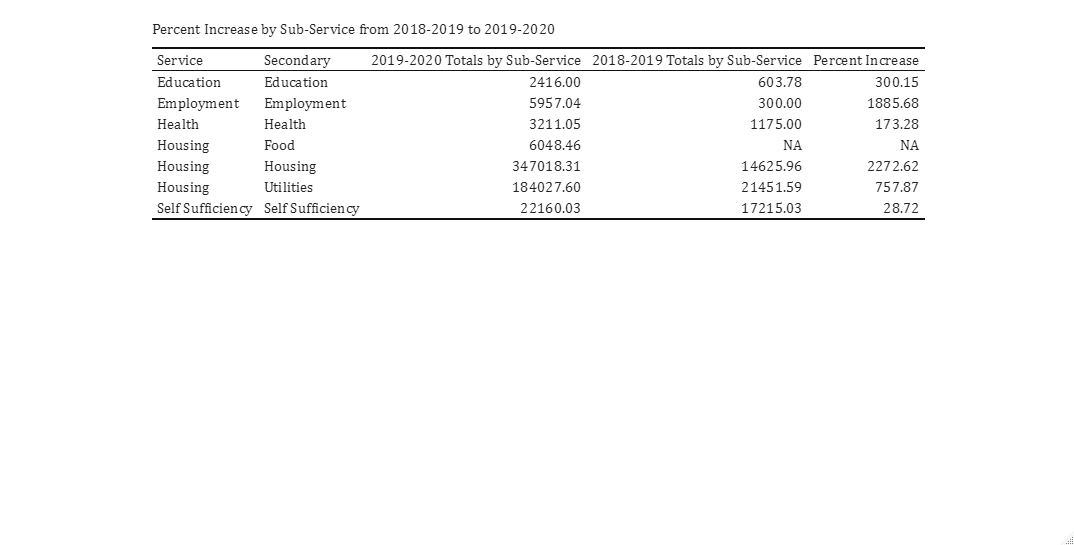 Percent Increase by Sub-Service from 2018-2019 to 2019-2020
Service Secondary 2019-2020 Totals by Sub-Service 2018-2019 Totals by Sub-Service Percent Increase
Education Education 2416.00 603.78 300.15
Employment Employment 5957.04 300.00 1885.68
Health Health 3211.05 1175.00 173.28
Housing Food 6048.46 NA NA
Housing Housing 347018.31 14625.96 2272.62
Housing Utilities 184027.60 21451.59 757.87
Self Sufficiency Self Sufficiency 22160.03 17215.03 28.72